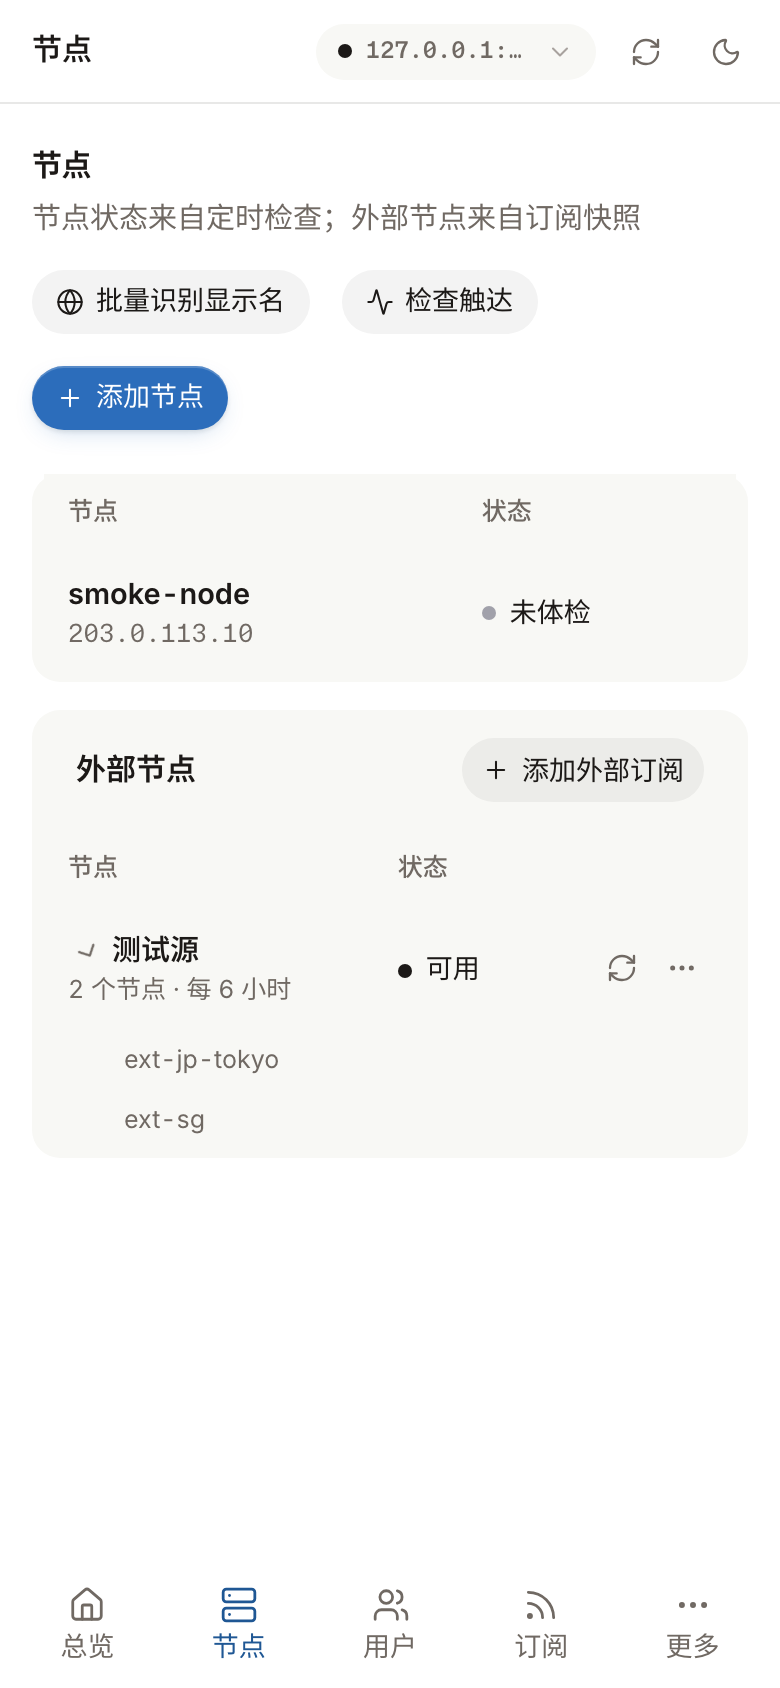 节点
127.0.0.1:…
节点
节点状态来自定时检查；外部节点来自订阅快照
批量识别显示名
检查触达
添加节点
节点 状态
smoke-node
203.0.113.10
未体检
外部节点
添加外部订阅
节点 状态
测试源
2 个节点 · 每 6 小时
可用
ext-jp-tokyo
ext-sg
总览 节点 用户 订阅 更多